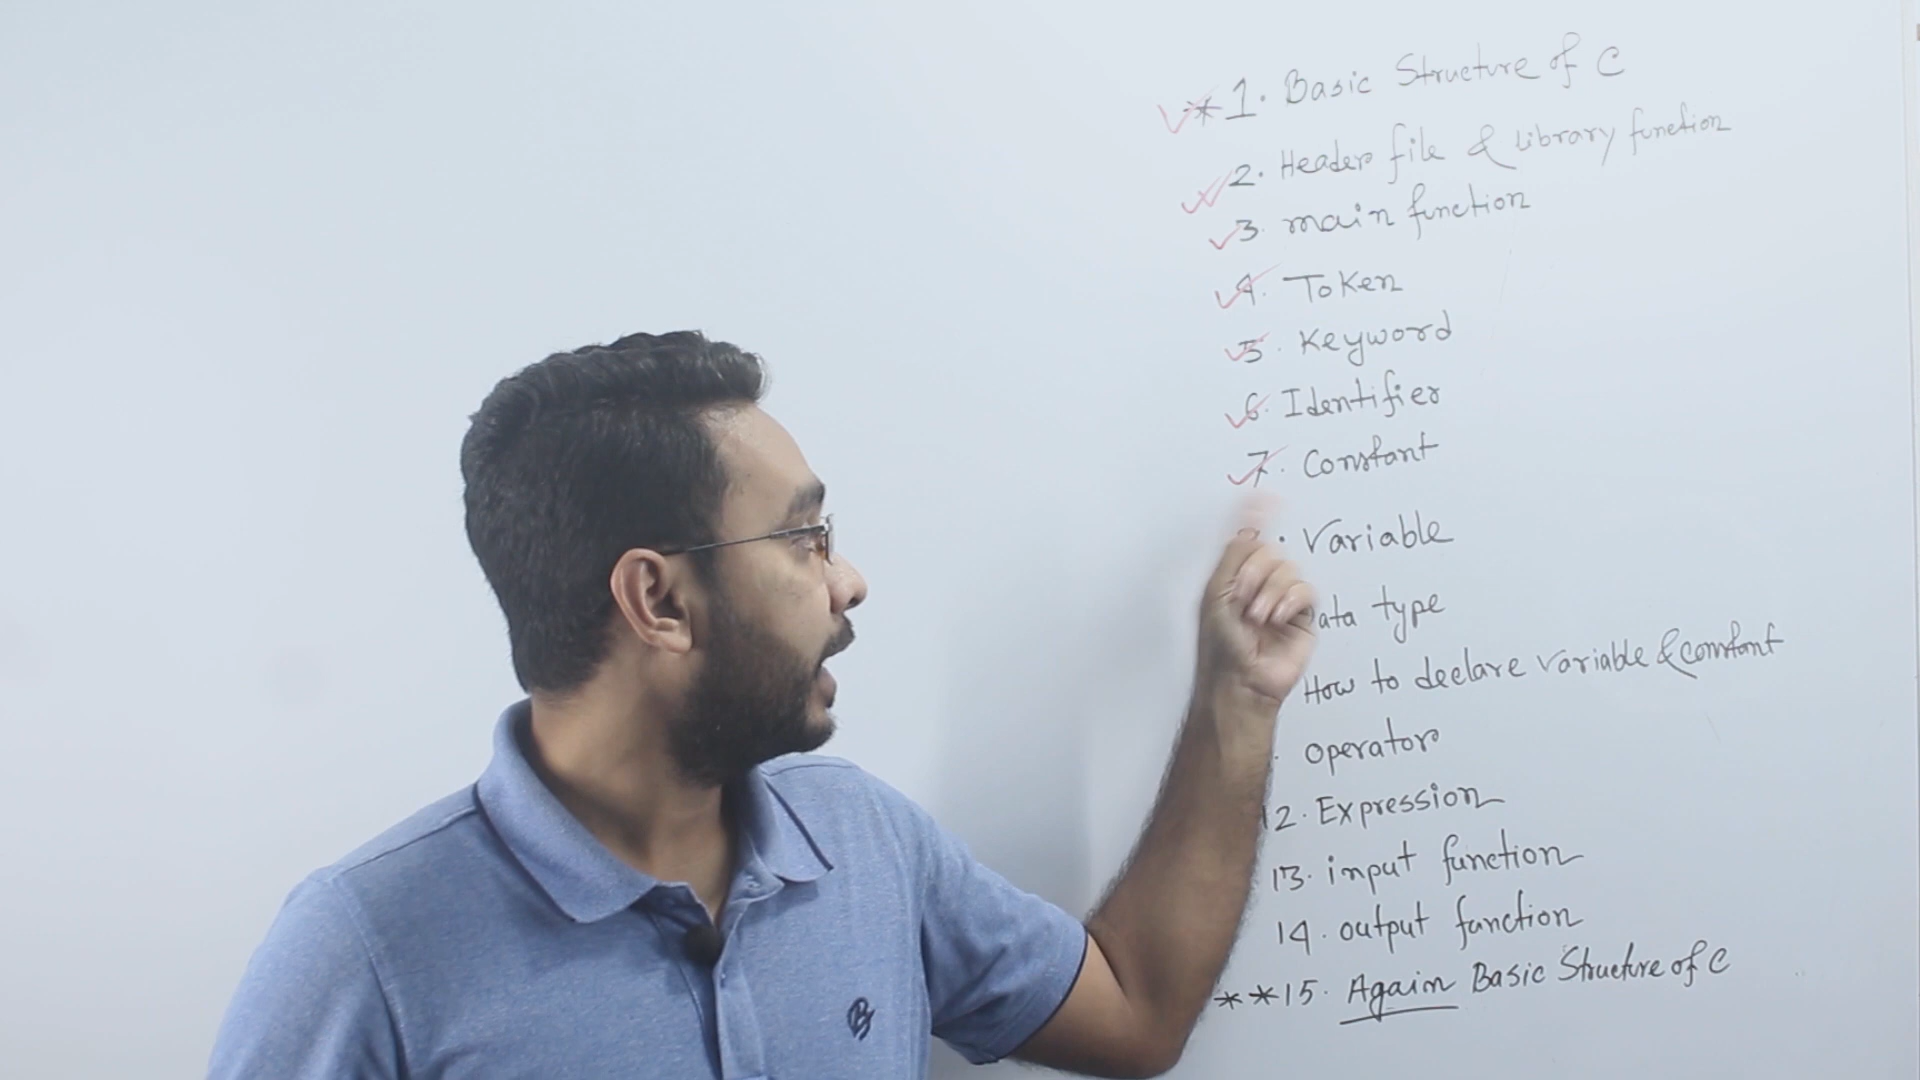 *1. Basic Structure of C
2. Header file & library function
3. main function
4. Token
5. Keyword
6. Identifier
7. Constant
. Variable
ata type
How to declare variable & constant
. operator
12. Expression
13. input function
14. output function
**15. Again Basic Structure of C